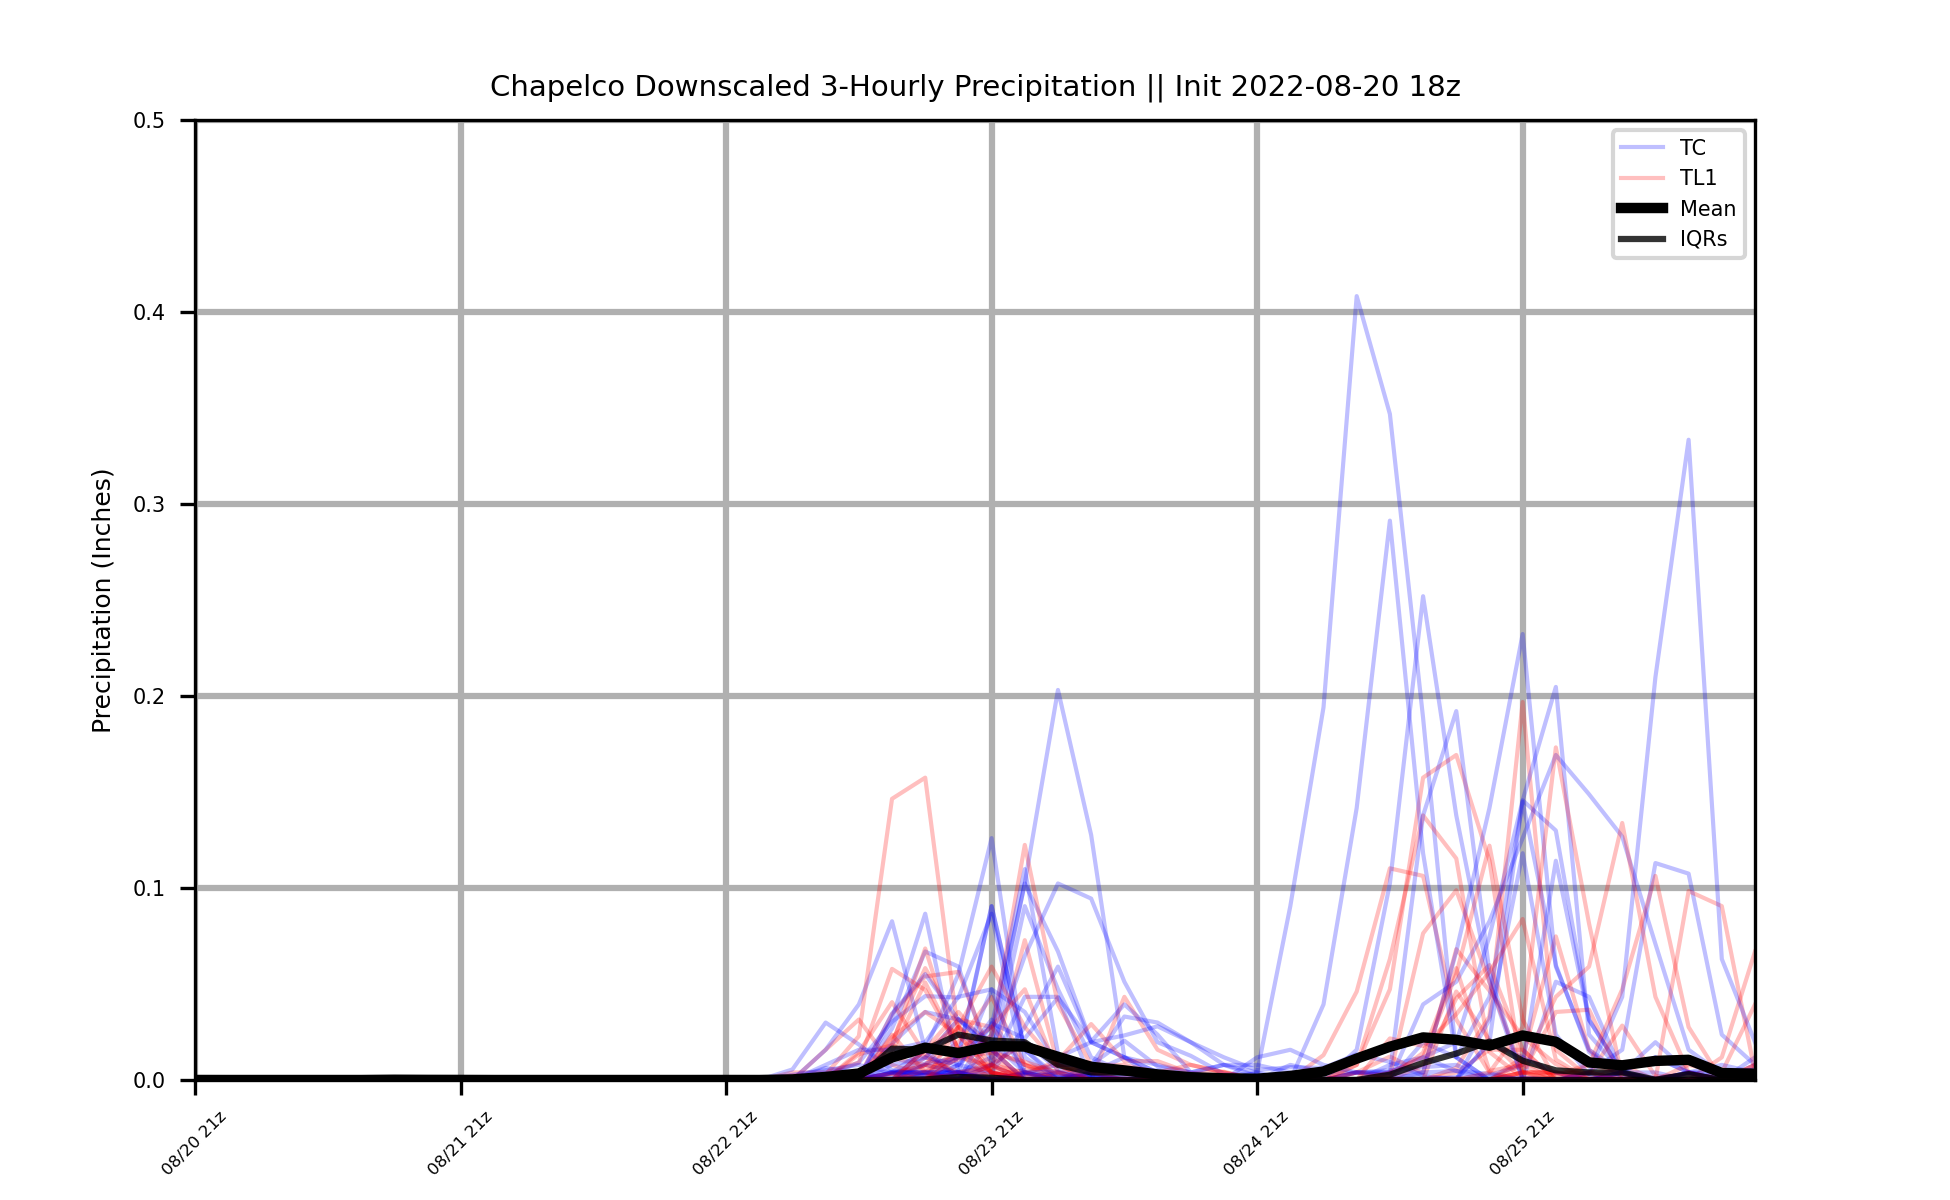 Chapelco Downscaled 3-Hourly Precipitation || Init 2022-08-20 18z
TC
TL1
Mean
IQRs
Precipitation (Inches)
0.5
0.4
0.3
0.2
0.1
0.0
08/20 21z
08/21 21z
08/22 21z
08/23 21z
08/24 21z
08/25 21z